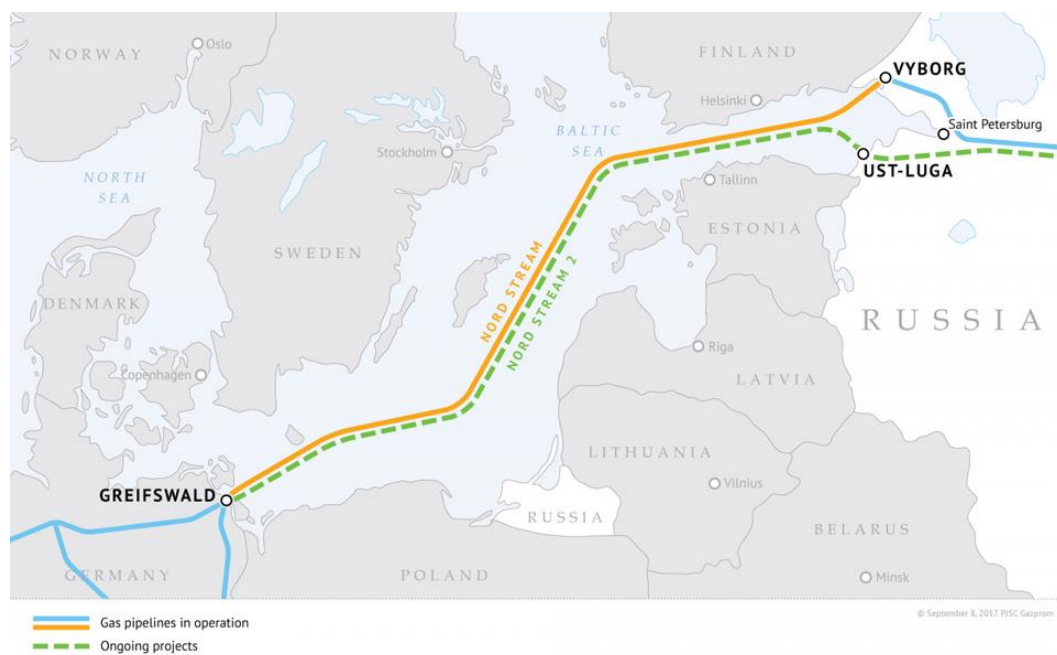 NORWAY
Oslo
FINLAND
VYBORG
Helsinki
Saint Petersburg
BALTIC
SEA
Stockholm
UST-LUGA
NORTH
SEA
Tallinn
ESTONIA
SWEDEN
NORD STREAM
NORD STREAM 2
DENMARK
RUSSIA
Riga
Copenhagen
LATVIA
LITHUANIA
GREIFSWALD
Vilnius
RUSSIA
BELARUS
GERMANY
POLAND
Minsk
© September 8, 2017 PJSC Gazprom
Gas pipelines in operation
Ongoing projects